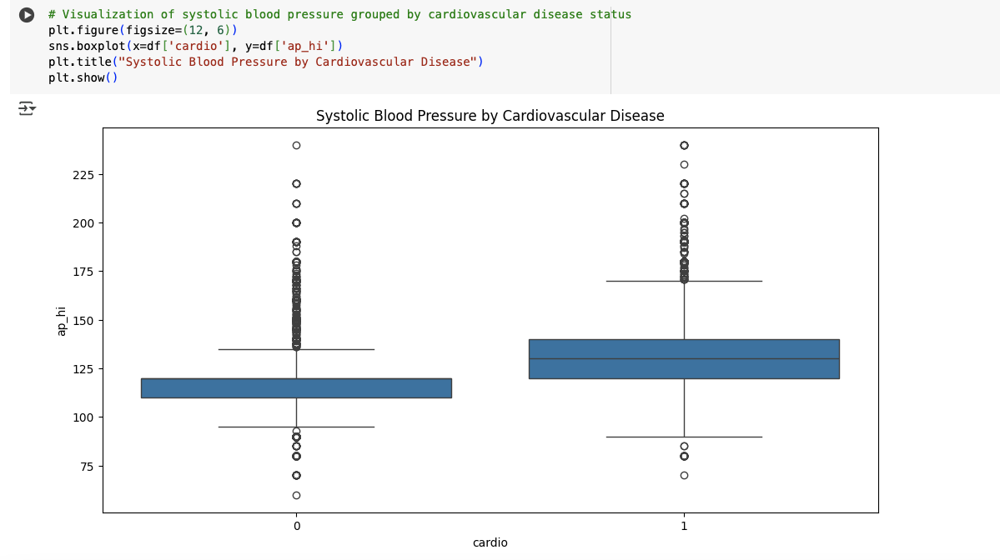 # Visualization of systolic blood pressure grouped by cardiovascular disease status
plt.figure(figsize=(12, 6))
sns.boxplot(x=df['cardio'], y=df['ap_hi'])
plt.title("Systolic Blood Pressure by Cardiovascular Disease")
plt.show()
Systolic Blood Pressure by Cardiovascular Disease
225
200
175
150
125
100
75
ap_hi
0
1
cardio